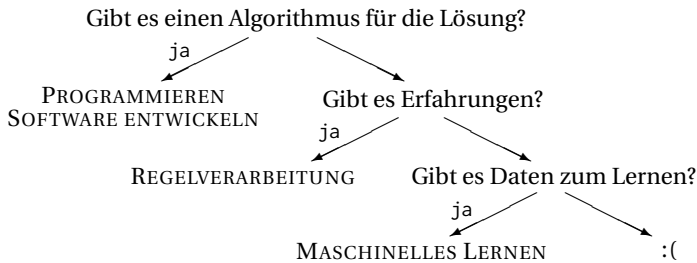 Gibt es einen Algorithmus für die Lösung?
ja
PROGRAMMIEREN
SOFTWARE ENTWICKELN
Gibt es Erfahrungen?
ja
REGELVERARBEITUNG
Gibt es Daten zum Lernen?
ja
MASCHINELLES LERNEN
:(